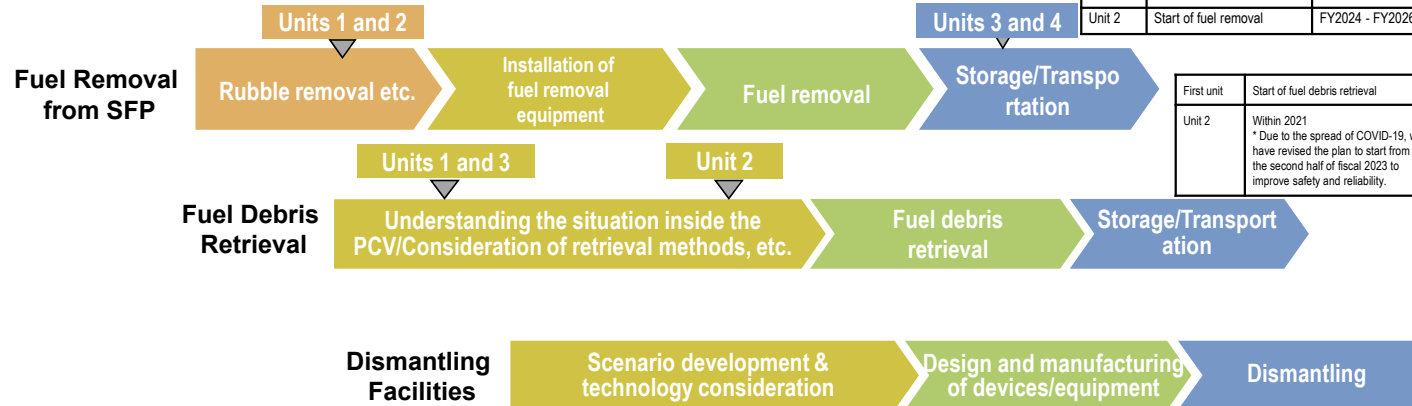 Units 1 and 2
Units 3 and 4
Unit 2 Start of fuel removal FY2024 - FY2026
Fuel Removal
from SFP
Rubble removal etc.
Installation of
fuel removal
equipment
Fuel removal
Storage/Transpo
rtation
First unit Start of fuel debris retrieval
Unit 2 Within 2021
* Due to the spread of COVID-19,
have revised the plan to start from
the second half of fiscal 2023 to
improve safety and reliability.
Units 1 and 3
Unit 2
Fuel Debris
Retrieval
Understanding the situation inside the
PCV/Consideration of retrieval methods, etc.
Fuel debris
retrieval
Storage/Transport
ation
Dismantling
Facilities
Scenario development &
technology consideration
Design and manufacturing
of devices/equipment
Dismantling